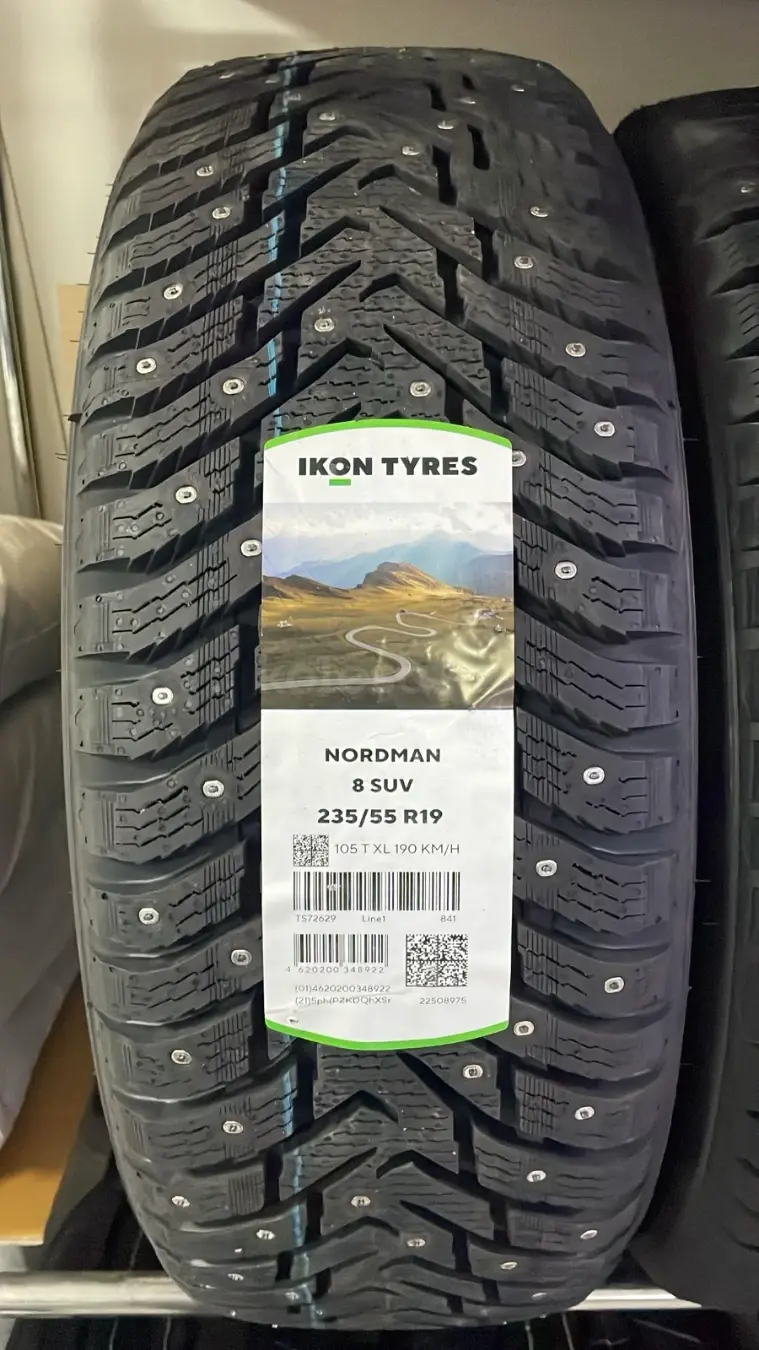 IKON TYRES
NORDMAN
8 SUV
235/55 R19
105 T XL 190 KM/H
TS72629 Line1 841
4 620200 348922
(01)4620200348922
22508975